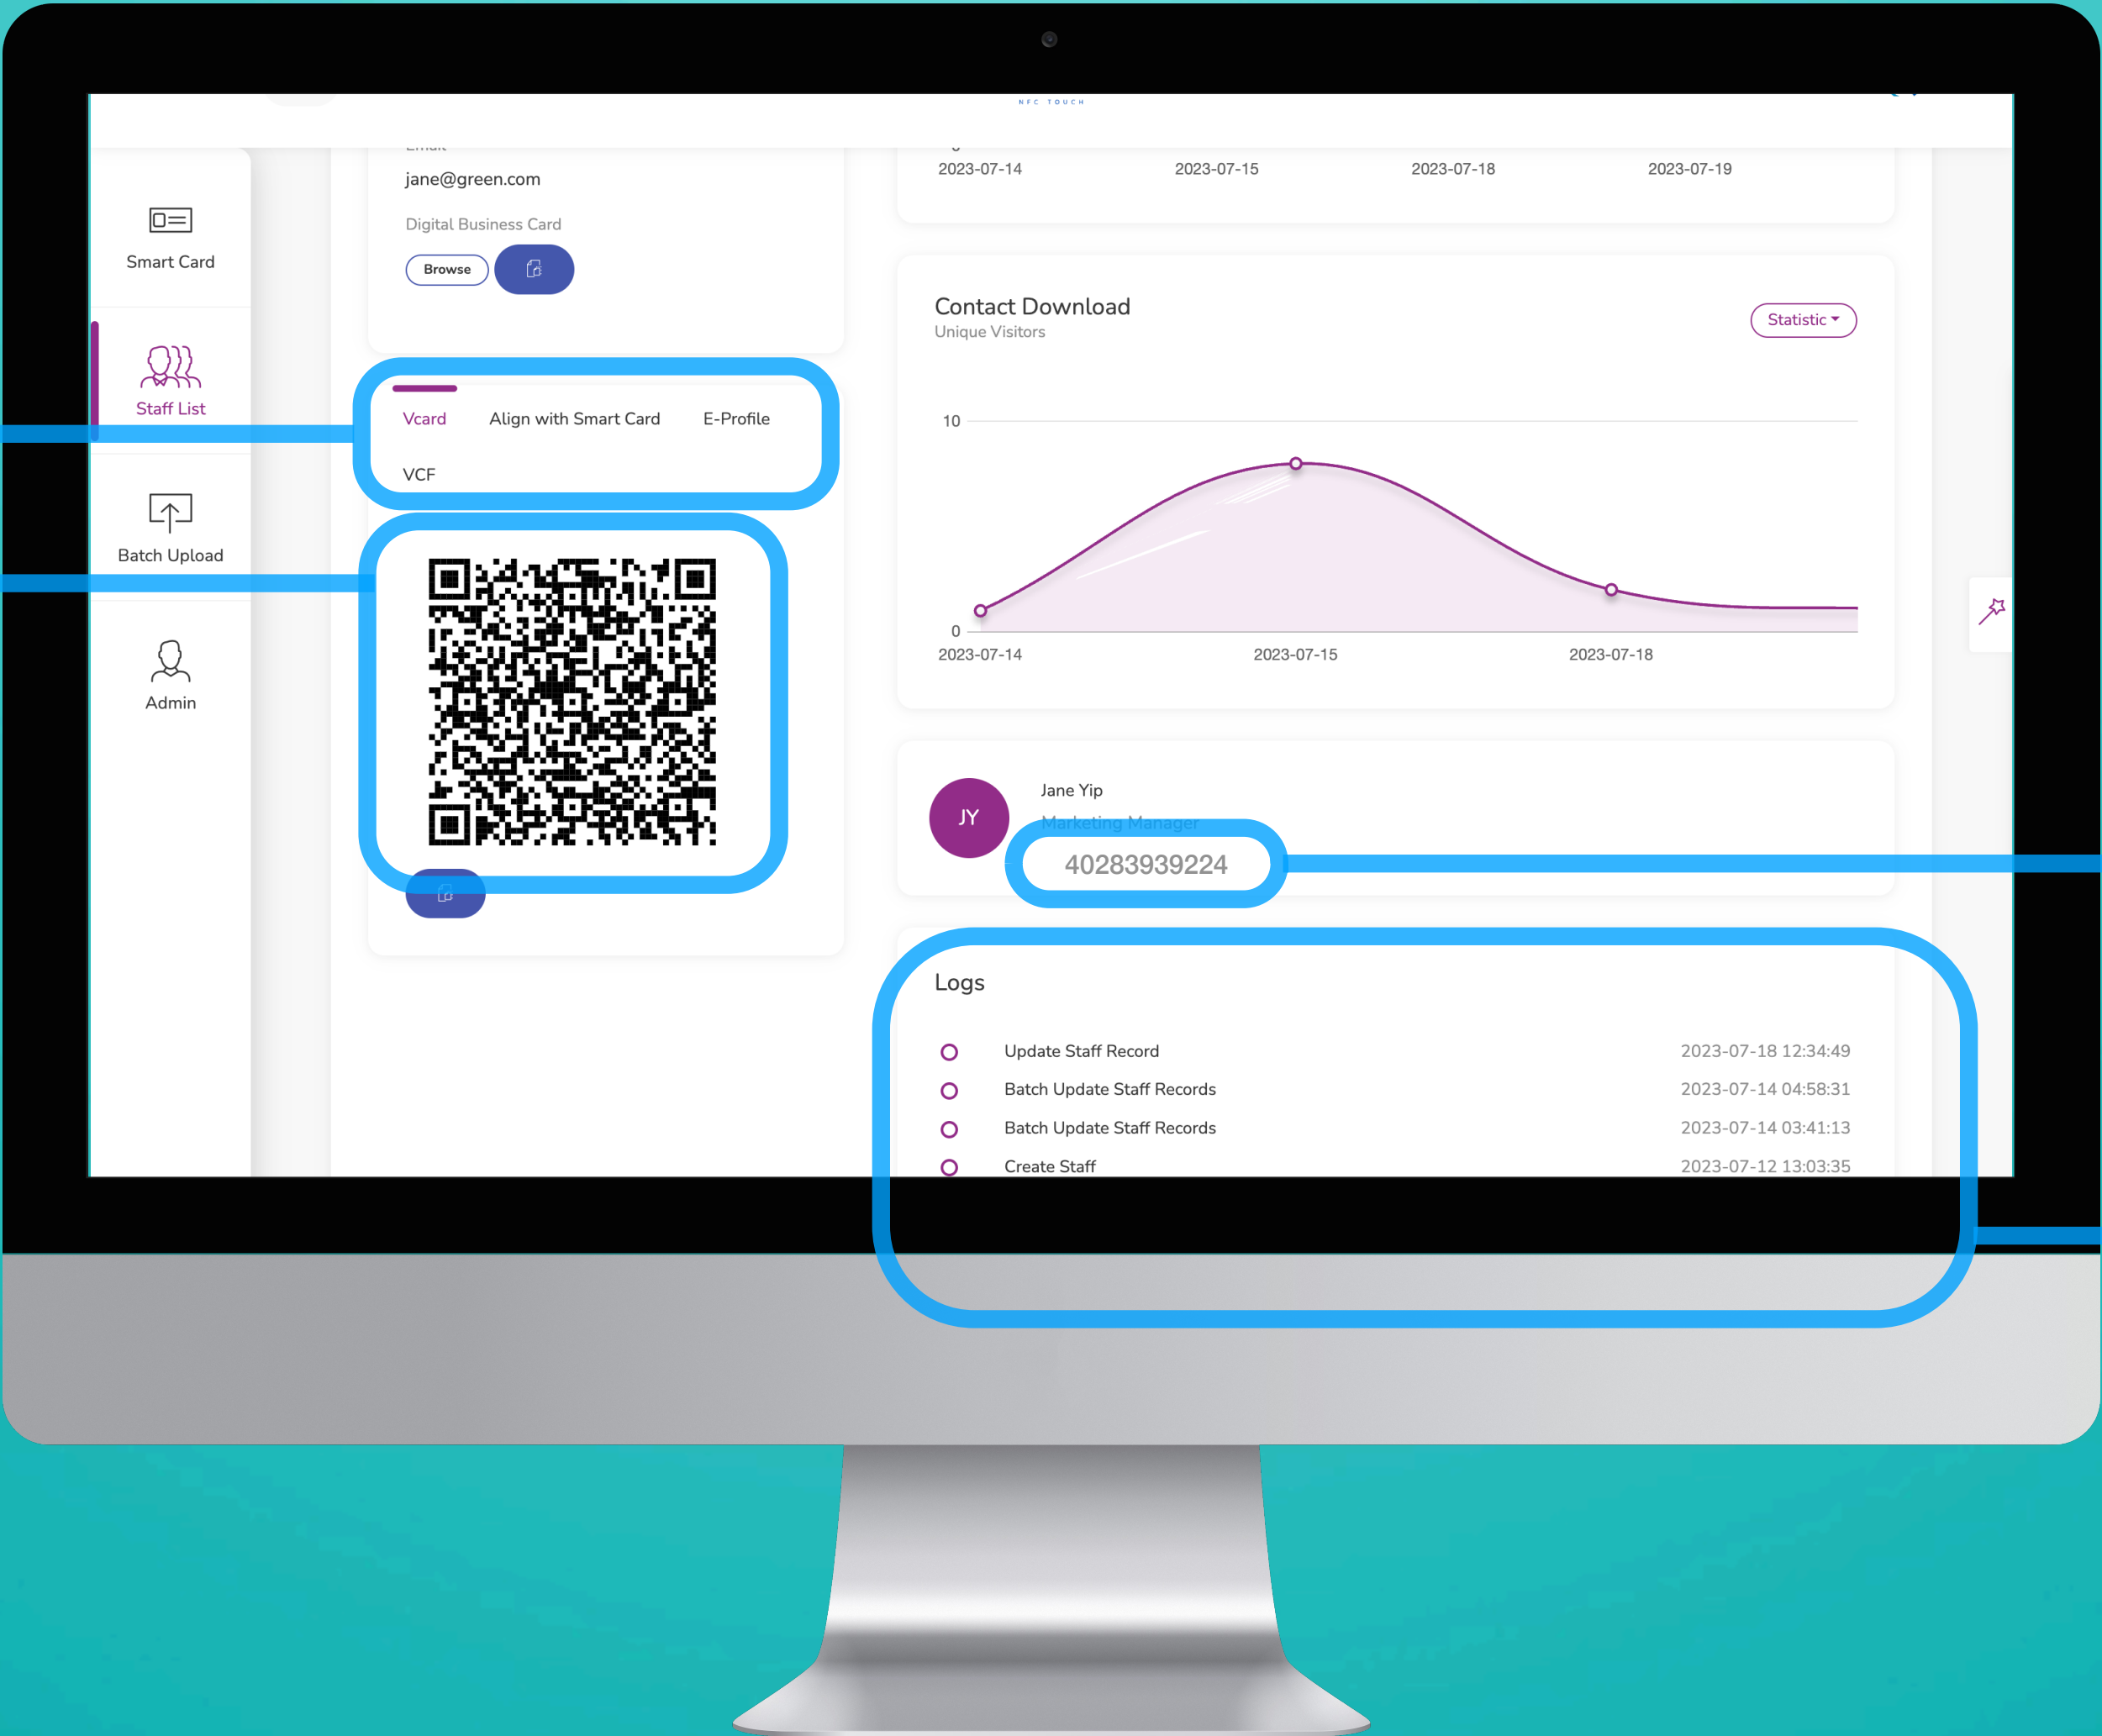 NFC TOUCH
Smart Card
Staff List
Batch Upload
Admin
Email
jane@green.com
Digital Business Card
Browse
Vcard Align with Smart Card E-Profile
VCF
0
2023-07-14 2023-07-15 2023-07-18 2023-07-19
Contact Download
Unique Visitors
Statistic
10
0
2023-07-14 2023-07-15 2023-07-18
JY
Jane Yip
Marketing Manager
40283939224
Logs
Update Staff Record 2023-07-18 12:34:49
Batch Update Staff Records 2023-07-14 04:58:31
Batch Update Staff Records 2023-07-14 03:41:13
Create Staff 2023-07-12 13:03:35